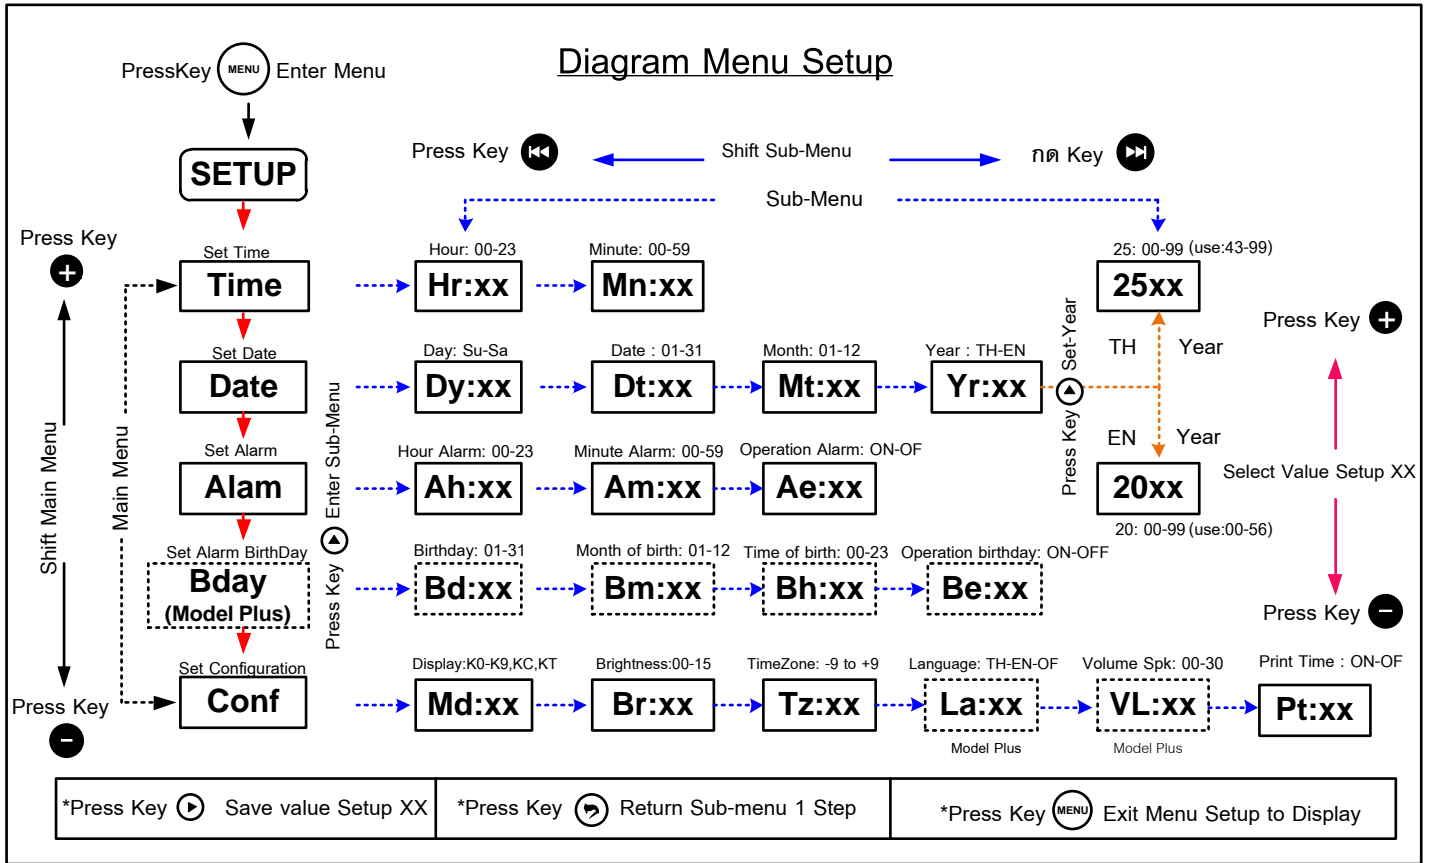 Diagram Menu Setup
PressKey MENU Enter Menu
SETUP
Press Key
Shift Sub-Menu
กด Key
Sub-Menu
Press Key
Shift Main Menu
Press Key
Main Menu
Press Key Enter Sub-Menu
Set Time
Time
Hour: 00-23
Hr:xx
Minute: 00-59
Mn:xx
25: 00-99 (use:43-99)
25xx
Set Date
Date
Day: Su-Sa
Dy:xx
Date : 01-31
Dt:xx
Month: 01-12
Mt:xx
Year : TH-EN
Yr:xx
Press Key Set-Year
TH Year
EN Year
20xx
20: 00-99 (use:00-56)
Press Key
Select Value Setup XX
Press Key
Set Alarm
Alam
Hour Alarm: 00-23
Ah:xx
Minute Alarm: 00-59
Am:xx
Operation Alarm: ON-OF
Ae:xx
Set Alarm BirthDay
Bday
(Model Plus)
Birthday: 01-31
Bd:xx
Month of birth: 01-12
Bm:xx
Time of birth: 00-23
Bh:xx
Operation birthday: ON-OFF
Be:xx
Set Configuration
Conf
Display:K0-K9,KC,KT
Md:xx
Brightness:00-15
Br:xx
TimeZone: -9 to +9
Tz:xx
Language: TH-EN-OF
La:xx
Model Plus
Volume Spk: 00-30
VL:xx
Model Plus
Print Time : ON-OF
Pt:xx
*Press Key Save value Setup XX
*Press Key Return Sub-menu 1 Step
*Press Key MENU Exit Menu Setup to Display